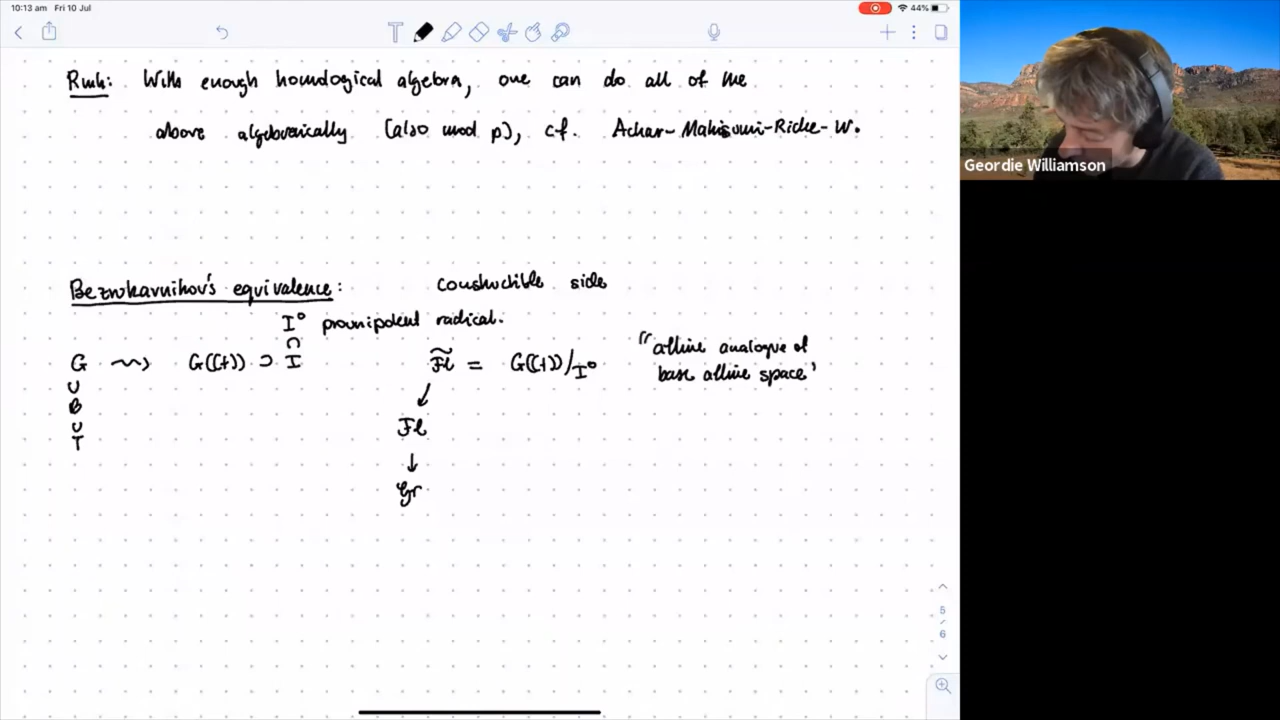 10:13 am Fri 10 Jul
44%
Rmk: With enough homological algebra, one can do all of the
above algebraically (also mod p), cf. Achar-Makisumi-Riche-W.
Bezrukavnikov's equivalence: constructible side
I° prounipotent radical.
∩
G ⇝ G((t)) ⊃ I
∪
B
∪
T
F̃l = G((t))/I°
↓
Fl
↓
Gr
"affine analogue of
base affine space"
5
/
6
Geordie Williamson